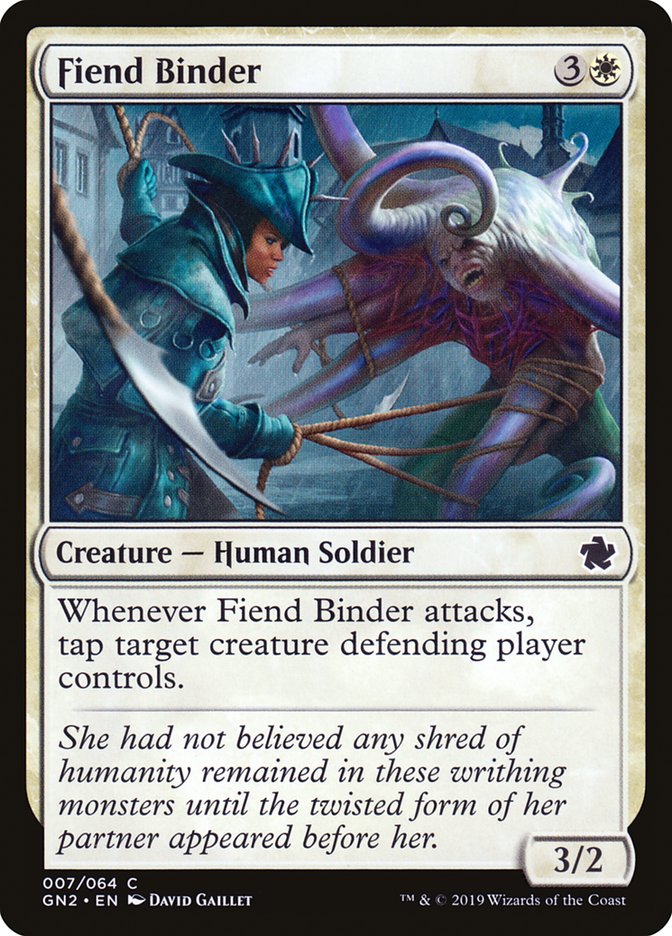 Fiend Binder 3
Creature — Human Soldier
Whenever Fiend Binder attacks,
tap target creature defending player
controls.
She had not believed any shred of
humanity remained in these writhing
monsters until the twisted form of her
partner appeared before her.
3/2
007/064 C
GN2 • EN David Gaillet
™ & © 2019 Wizards of the Coast